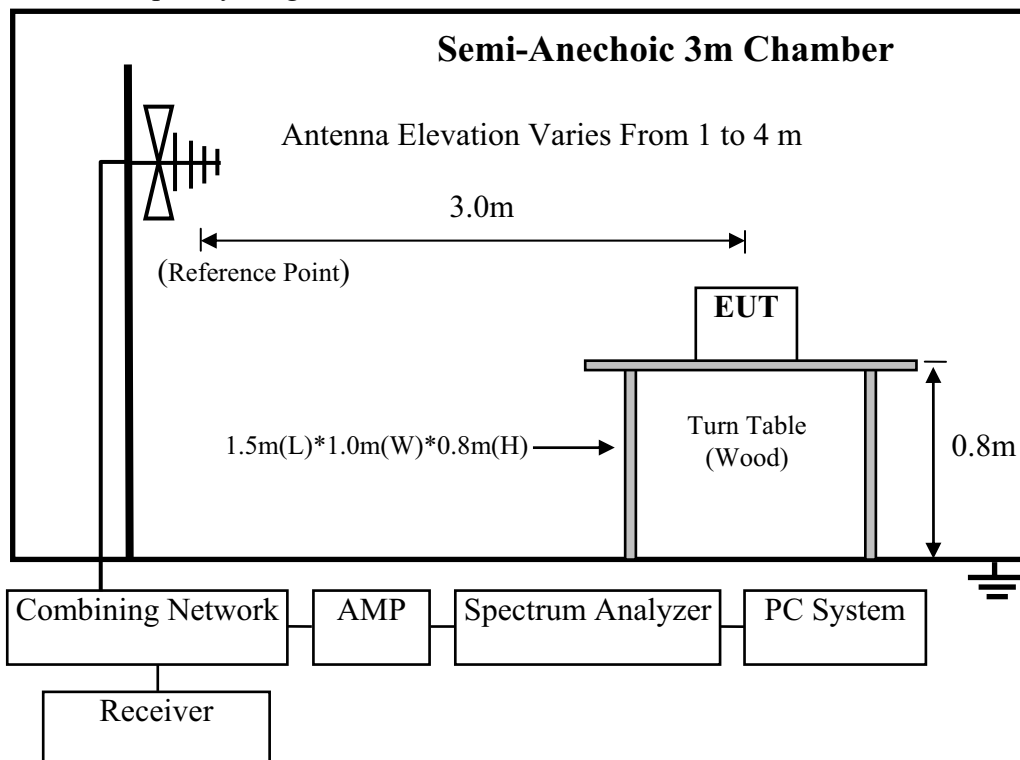 Semi-Anechoic 3m Chamber
Antenna Elevation Varies From 1 to 4 m
3.0m
(Reference Point)
EUT
1.5m(L)*1.0m(W)*0.8m(H)
Turn Table
(Wood)
0.8m
Combining Network
AMP
Spectrum Analyzer
PC System
Receiver